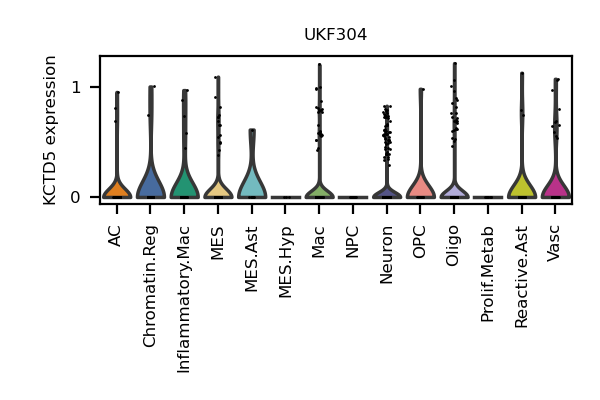 UKF304
KCTD5 expression
1
0
AC
Chromatin.Reg
Inflammatory.Mac
MES
MES.Ast
MES.Hyp
Mac
NPC
Neuron
OPC
Oligo
Prolif.Metab
Reactive.Ast
Vasc